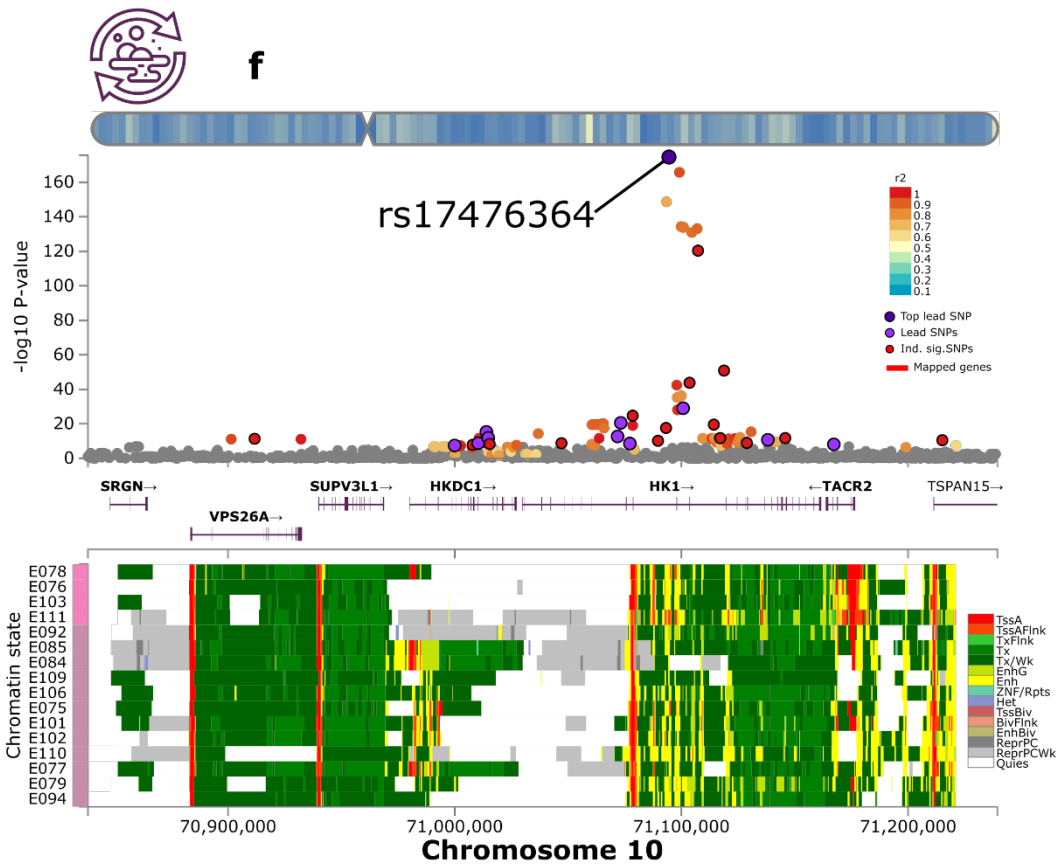 f
rs17476364
-log10 P-value
160
140
120
100
80
60
40
20
0
r2
1
0.9
0.8
0.7
0.6
0.5
0.4
0.3
0.2
0.1
Top lead SNP
Lead SNPs
Ind. sig.SNPs
Mapped genes
SRGN→
SUPV3L1→
HKDC1→
HK1→
←TACR2
TSPAN15→
VPS26A→
Chromatin state
E078
E076
E103
E111
E092
E085
E084
E109
E106
E075
E101
E102
E110
E077
E079
E094
TssA
TssAFlnk
TxFlnk
Tx
Tx/Wk
EnhG
Enh
ZNF/Rpts
Het
TssBiv
BivFlnk
EnhBiv
ReprPC
ReprPCWk
Quies
70,900,000
71,000,000
71,100,000
71,200,000
Chromosome 10